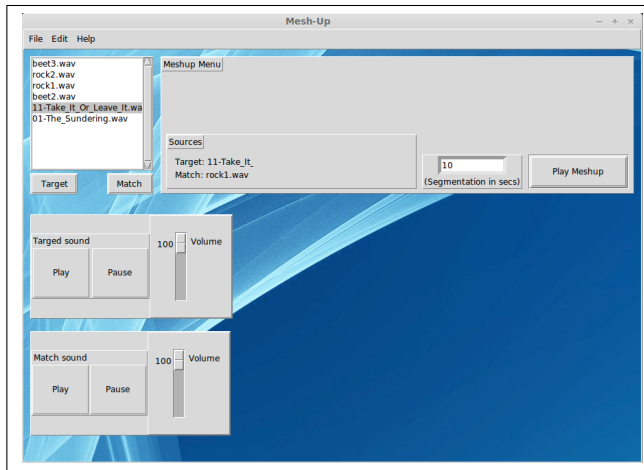 Mesh-Up
File Edit Help
beet3.wav
rock2.wav
rock1.wav
beet2.wav
11-Take_It_Or_Leave_It.wa
01-The_Sundering.wav
Target Match
Meshup Menu
Sources
Target: 11-Take_It_
Match: rock1.wav
10
(Segmentation in secs)
Play Meshup
Targed sound
Play Pause
100 Volume
Match sound
Play Pause
100 Volume